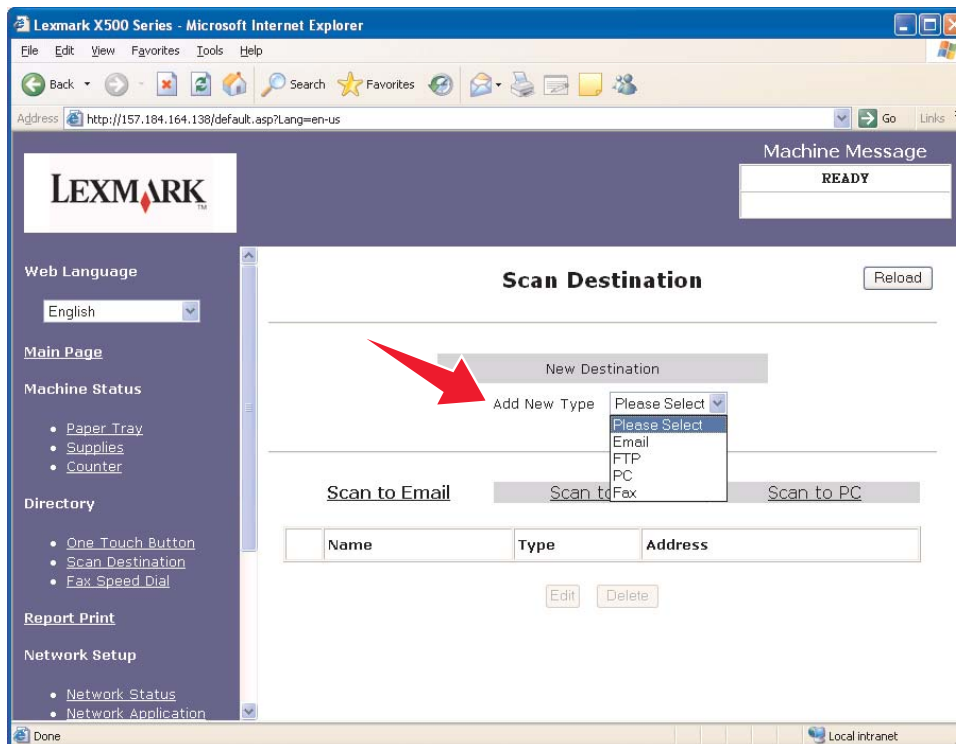 Lexmark X500 Series - Microsoft Internet Explorer
File Edit View Favorites Tools Help
Back Search Favorites
Address http://157.184.164.138/default.asp?Lang=en-us Go Links
LEXMARK TM
Machine Message
READY
Web Language
English
Main Page
Machine Status
Paper Tray
Supplies
Counter
Directory
One Touch Button
Scan Destination
Fax Speed Dial
Report Print
Network Setup
Network Status
Network Application
Scan Destination
Reload
New Destination
Add New Type Please Select
Please Select
Email
FTP
PC
Fax
Scan to Email Scan to Scan to PC
Name Type Address
Edit Delete
Done Local intranet